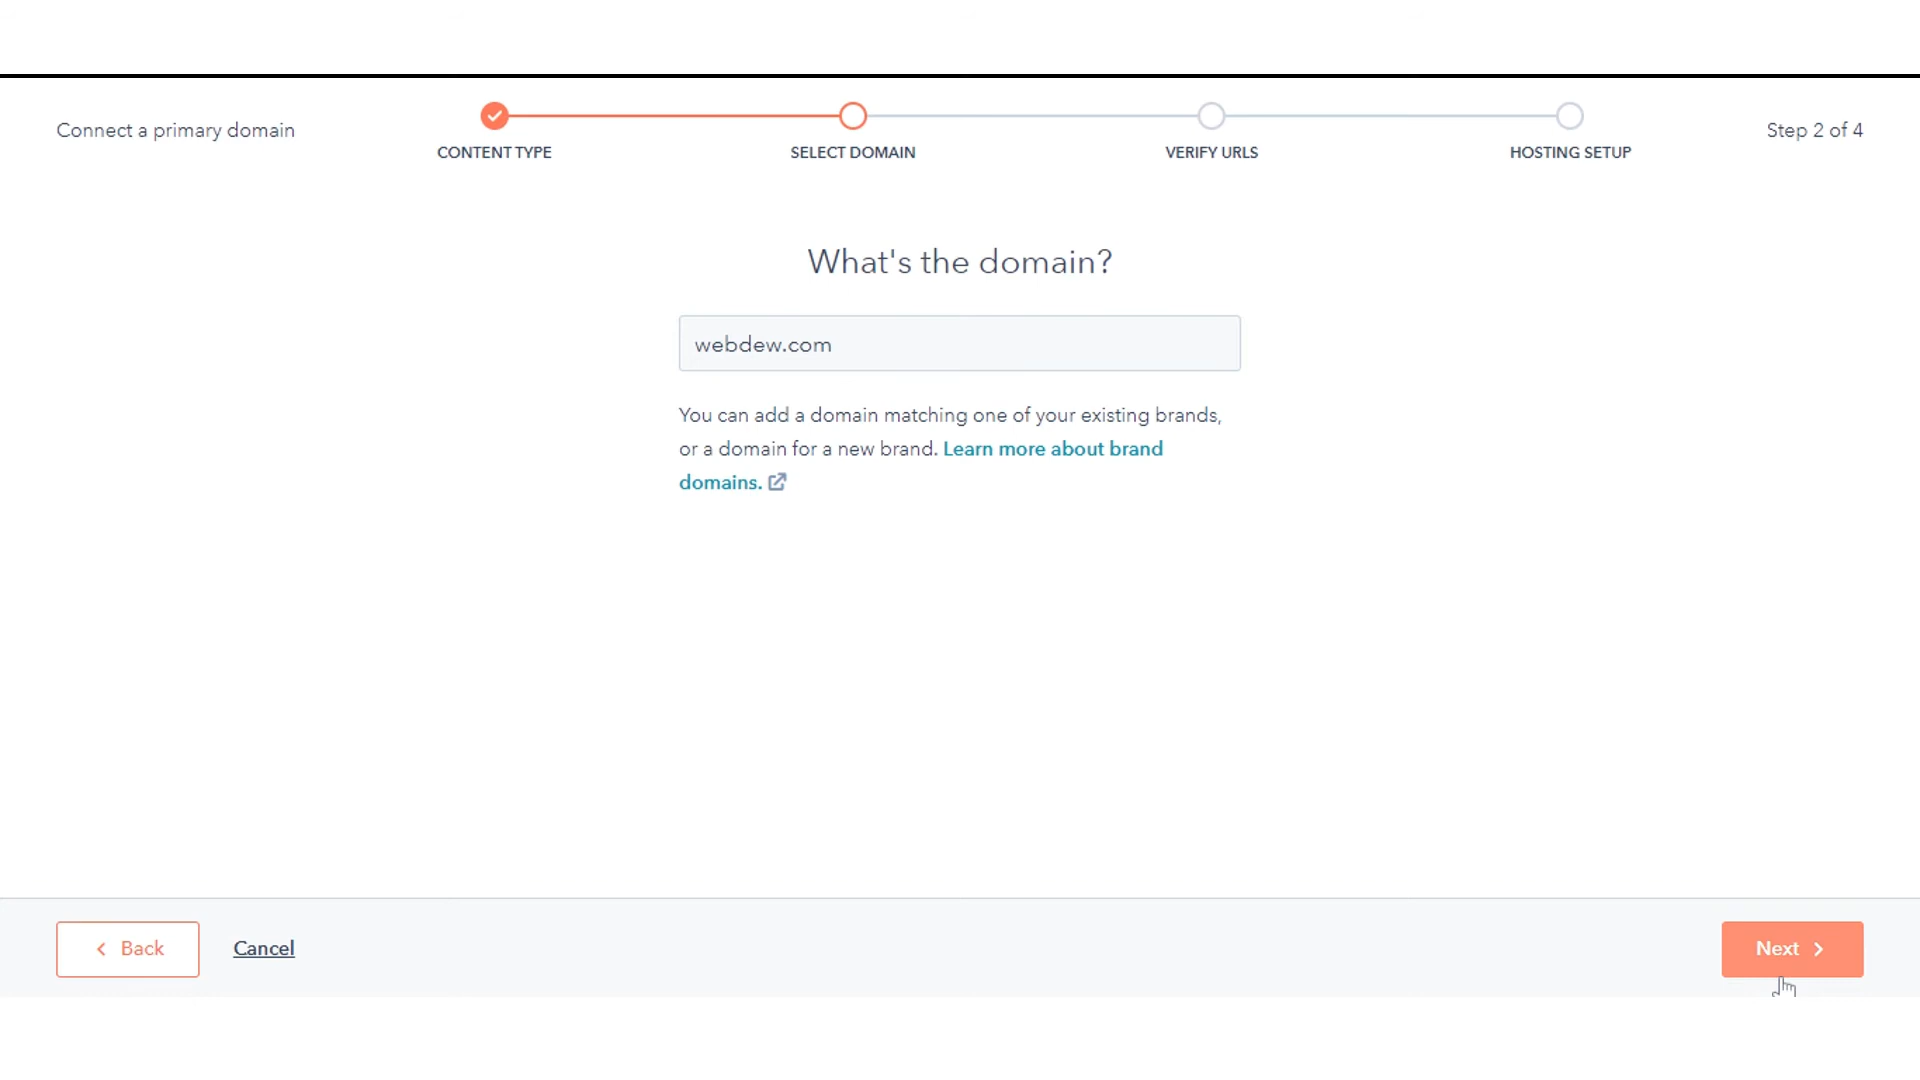 Connect a primary domain
CONTENT TYPE
SELECT DOMAIN
VERIFY URLS
HOSTING SETUP
Step 2 of 4
What's the domain?
webdew.com
You can add a domain matching one of your existing brands,
or a domain for a new brand. Learn more about brand
domains.
Back
Cancel
Next